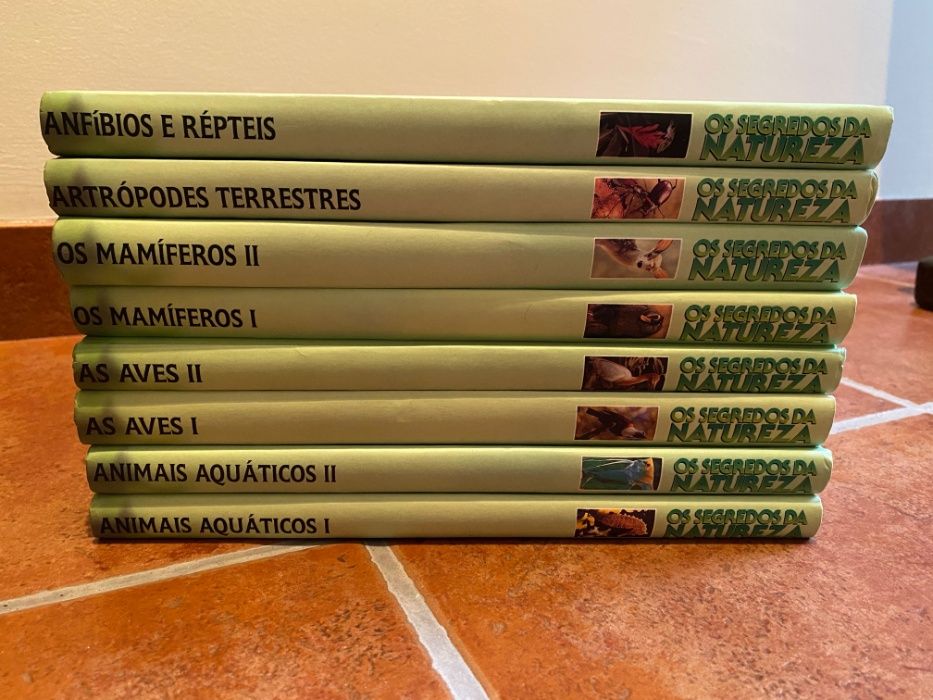 ANFÍBIOS E RÉPTEIS
OS SEGREDOS DA
NATUREZA
ARTRÓPODES TERRESTRES
OS SEGREDOS DA
NATUREZA
OS MAMÍFEROS II
OS SEGREDOS DA
NATUREZA
OS MAMÍFEROS I
OS SEGREDOS DA
NATUREZA
AS AVES II
OS SEGREDOS DA
NATUREZA
AS AVES I
OS SEGREDOS DA
NATUREZA
ANIMAIS AQUÁTICOS II
OS SEGREDOS DA
NATUREZA
ANIMAIS AQUÁTICOS I
OS SEGREDOS DA
NATUREZA